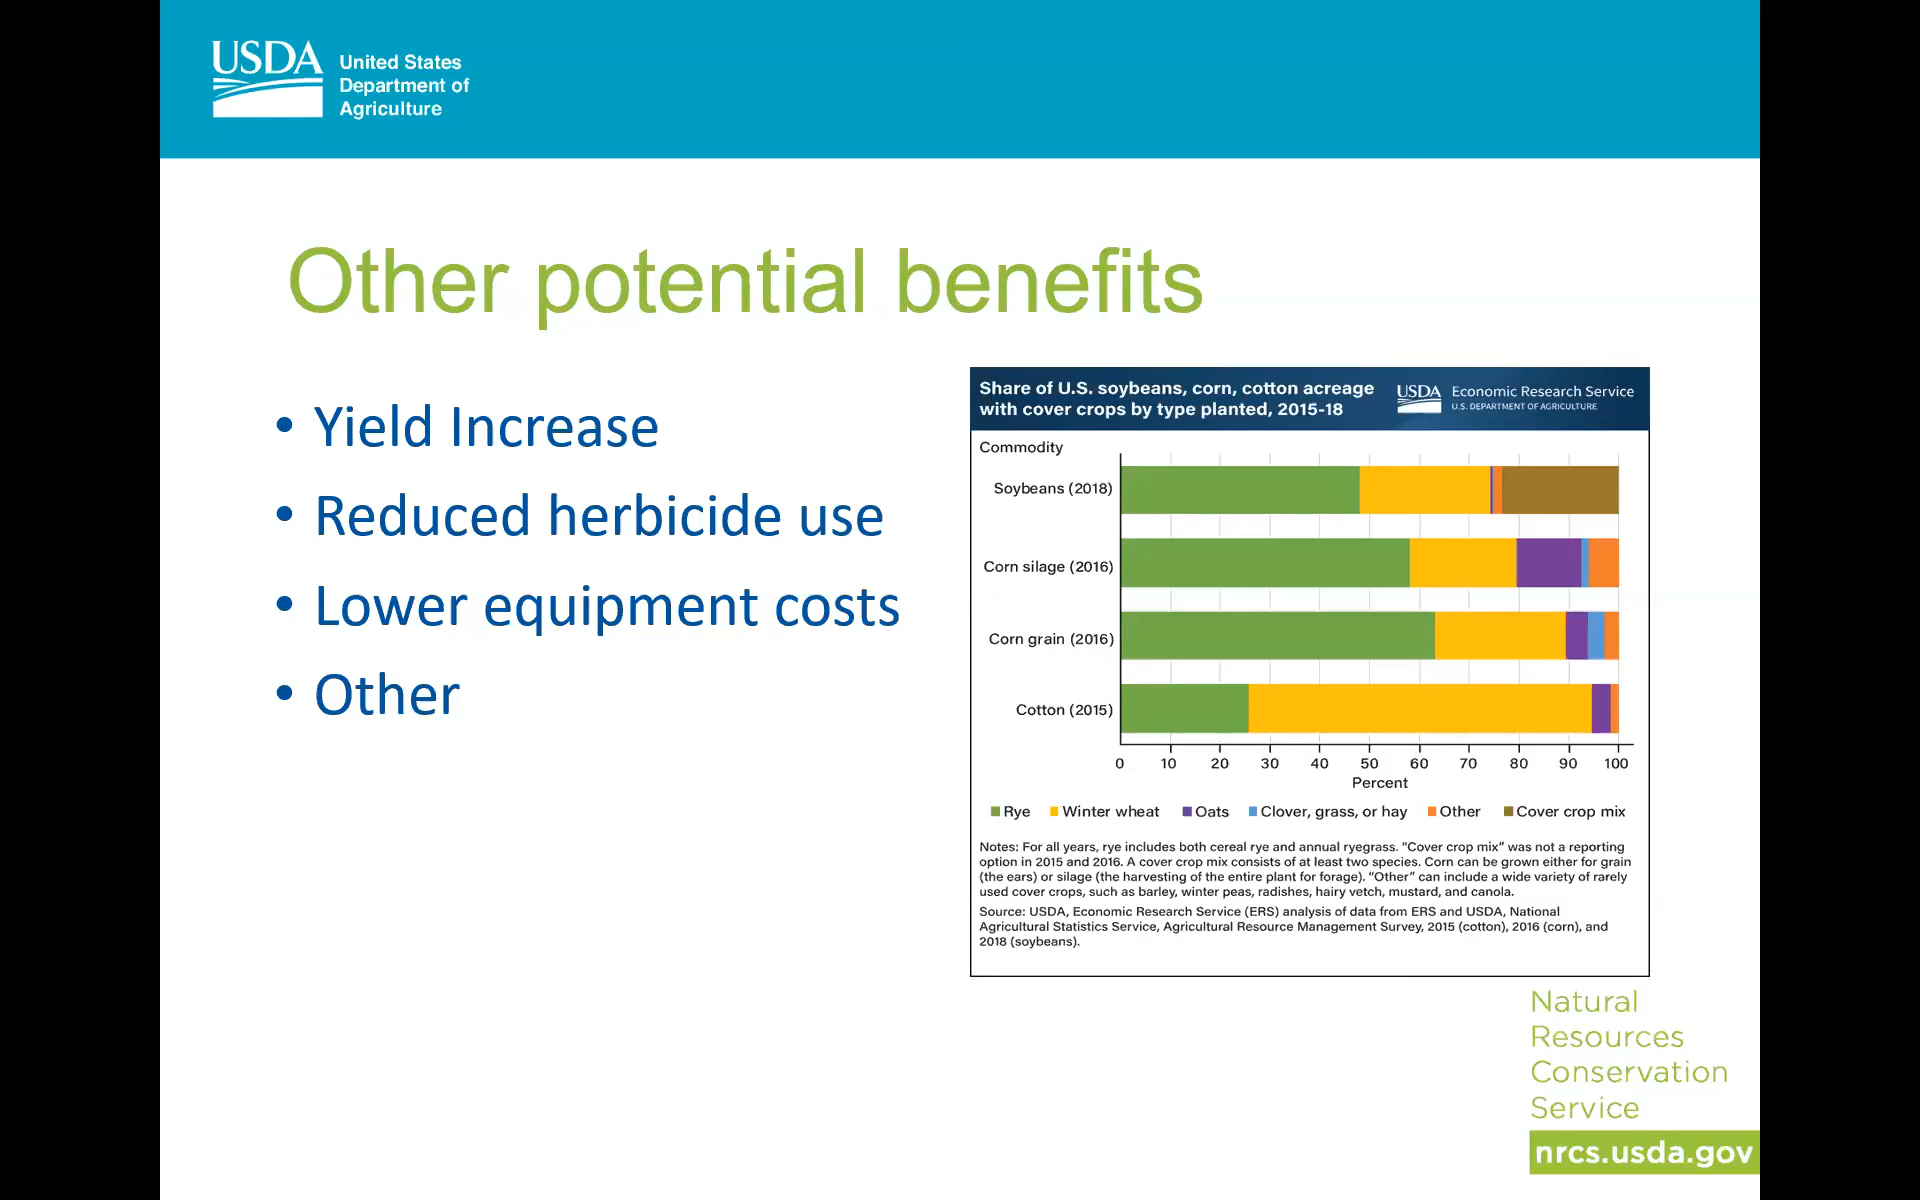 USDA
United States
Department of
Agriculture
Other potential benefits
• Yield Increase
• Reduced herbicide use
• Lower equipment costs
• Other
Share of U.S. soybeans, corn, cotton acreage
with cover crops by type planted, 2015-18
USDA
Economic Research Service
U.S. DEPARTMENT OF AGRICULTURE
Commodity
Soybeans (2018)
Corn silage (2016)
Corn grain (2016)
Cotton (2015)
0 10 20 30 40 50 60 70 80 90 100
Percent
Rye Winter wheat Oats Clover, grass, or hay Other Cover crop mix
Notes: For all years, rye includes both cereal rye and annual ryegrass. “Cover crop mix” was not a reporting
option in 2015 and 2016. A cover crop mix consists of at least two species. Corn can be grown either for grain
(the ears) or silage (the harvesting of the entire plant for forage). “Other” can include a wide variety of rarely
used cover crops, such as barley, winter peas, radishes, hairy vetch, mustard, and canola.
Source: USDA, Economic Research Service (ERS) analysis of data from ERS and USDA, National
Agricultural Statistics Service, Agricultural Resource Management Survey, 2015 (cotton), 2016 (corn), and
2018 (soybeans).
Natural
Resources
Conservation
Service
nrcs.usda.gov